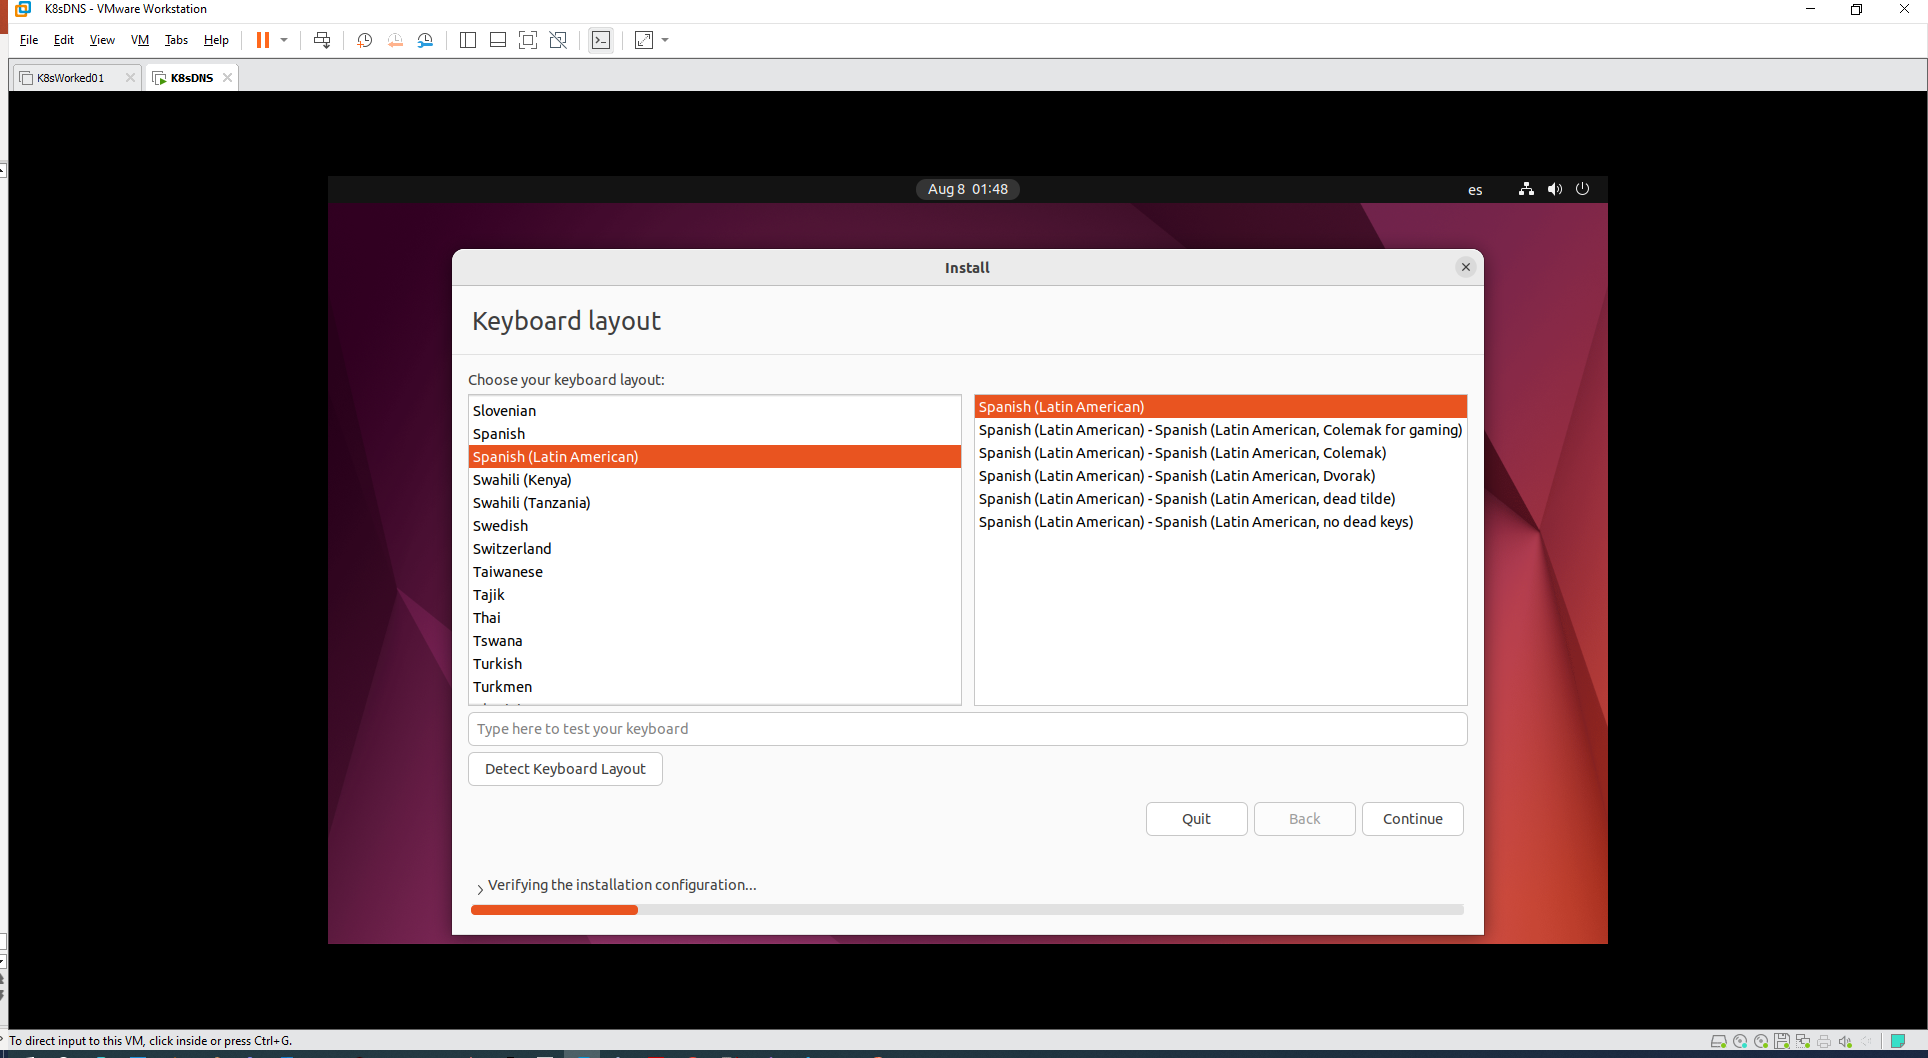 K8sDNS - VMware Workstation
File Edit View VM Tabs Help
K8sWorked01 K8sDNS
Aug 8 01:48 es
Install
Keyboard layout
Choose your keyboard layout:
Slovenian
Spanish
Spanish (Latin American)
Swahili (Kenya)
Swahili (Tanzania)
Swedish
Switzerland
Taiwanese
Tajik
Thai
Tswana
Turkish
Turkmen
Spanish (Latin American)
Spanish (Latin American) - Spanish (Latin American, Colemak for gaming)
Spanish (Latin American) - Spanish (Latin American, Colemak)
Spanish (Latin American) - Spanish (Latin American, Dvorak)
Spanish (Latin American) - Spanish (Latin American, dead tilde)
Spanish (Latin American) - Spanish (Latin American, no dead keys)
Type here to test your keyboard
Detect Keyboard Layout
Quit Back Continue
Verifying the installation configuration...
To direct input to this VM, click inside or press Ctrl+G.